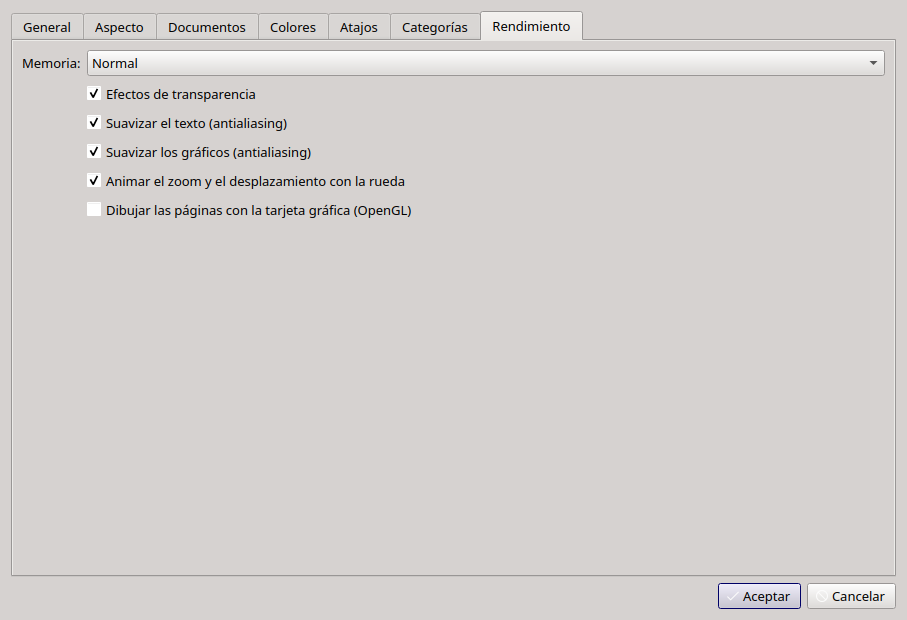 General Aspecto Documentos Colores Atajos Categorías Rendimiento
Memoria: Normal
Efectos de transparencia
Suavizar el texto (antialiasing)
Suavizar los gráficos (antialiasing)
Animar el zoom y el desplazamiento con la rueda
Dibujar las páginas con la tarjeta gráfica (OpenGL)
Aceptar Cancelar